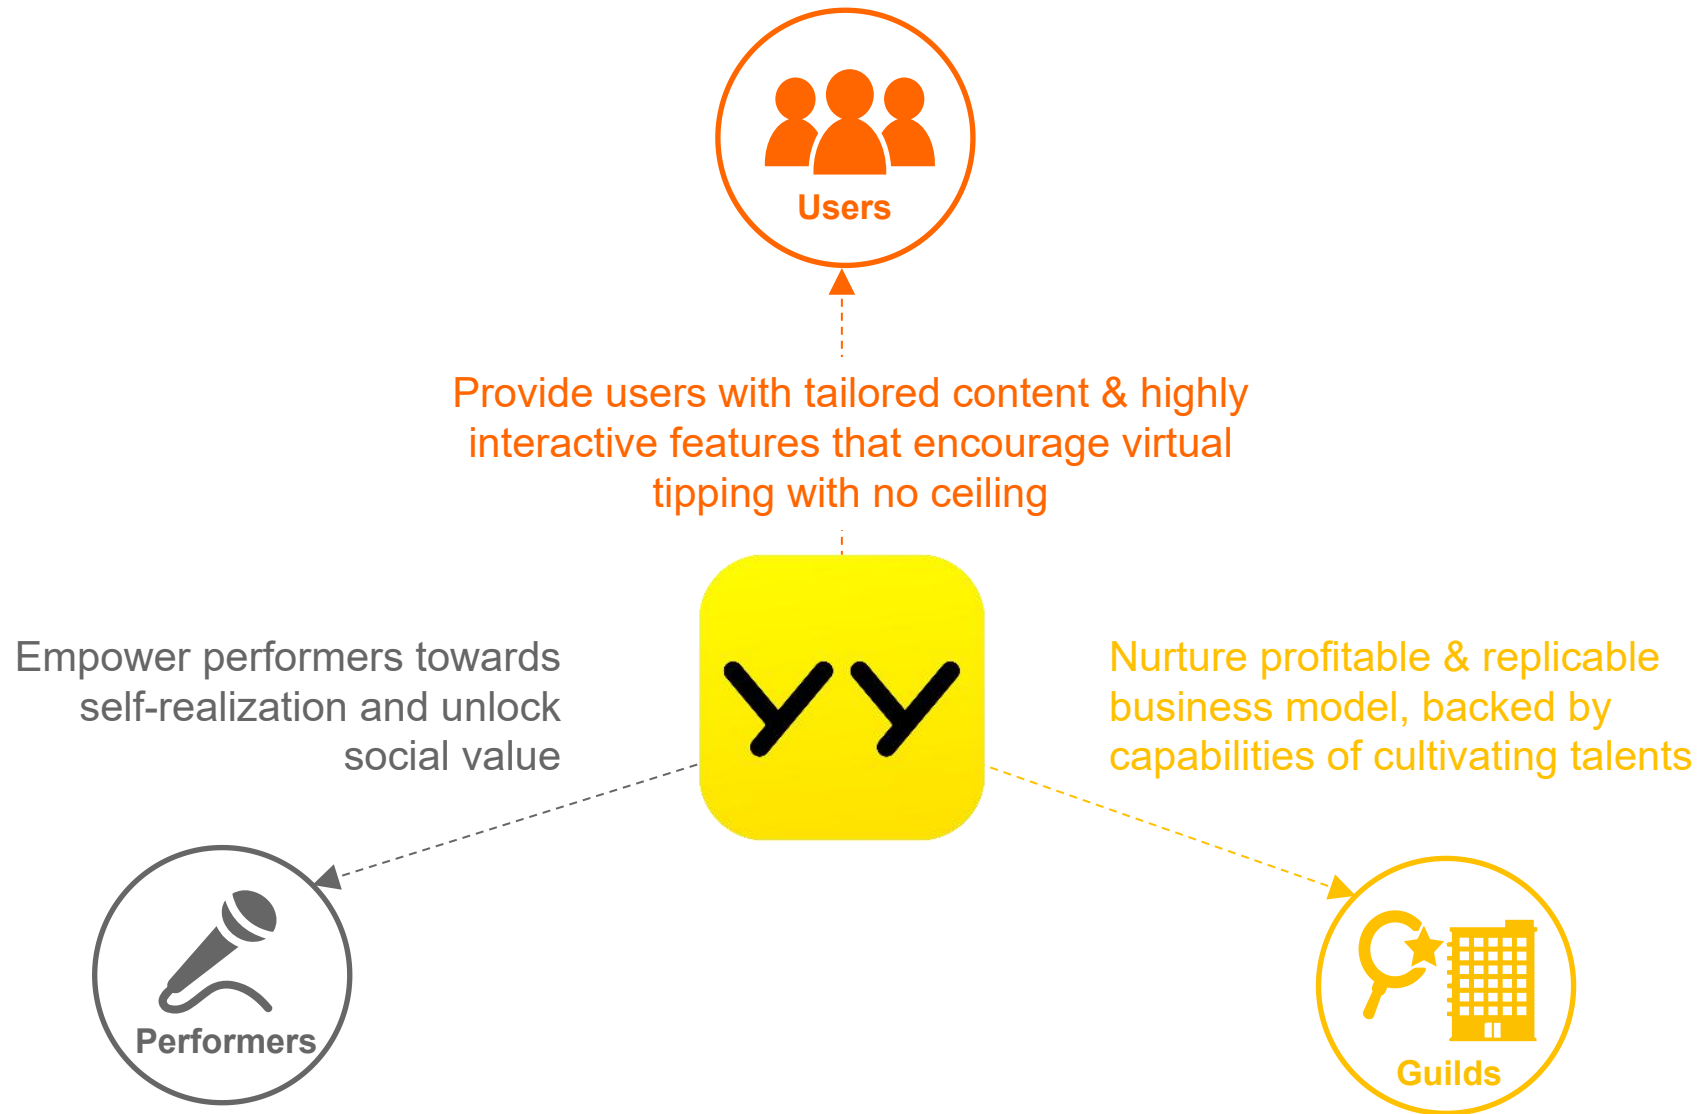 Users
Provide users with tailored content & highly
interactive features that encourage virtual
tipping with no ceiling
Empower performers towards
self-realization and unlock
social value
YY
Nurture profitable & replicable
business model, backed by
capabilities of cultivating talents
Performers
Guilds